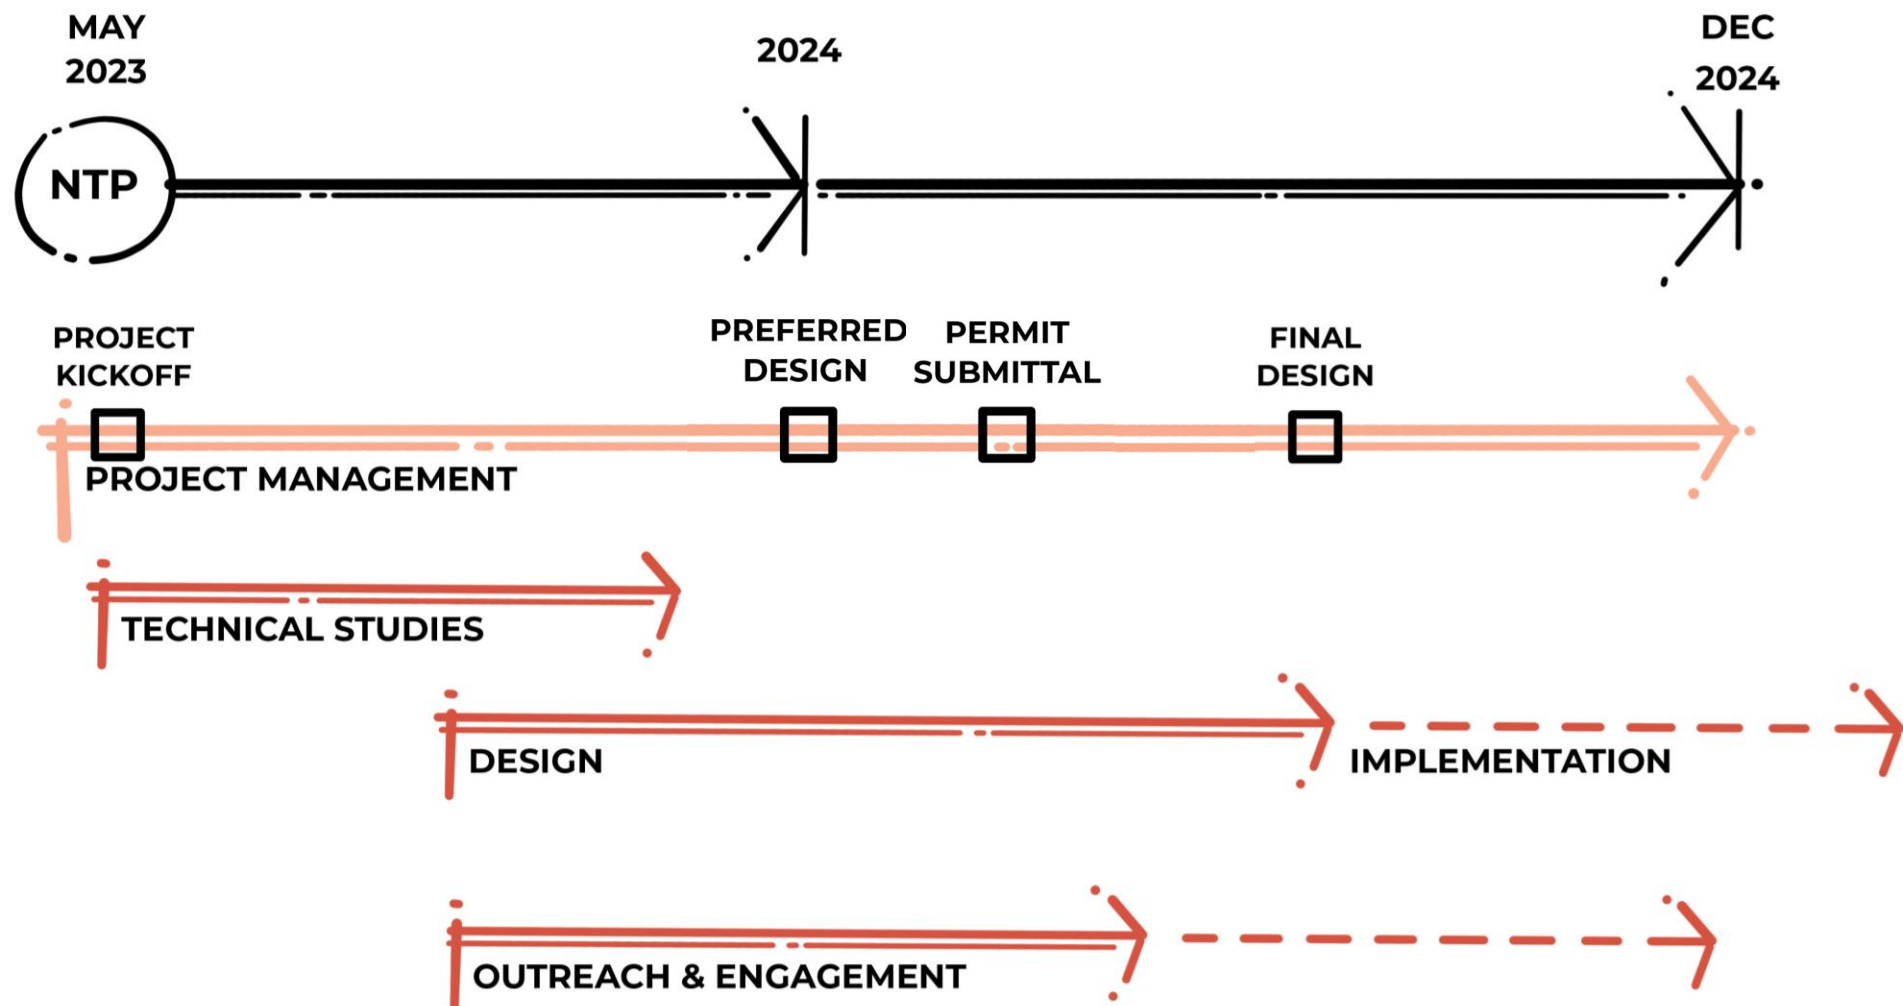 MAY
2023
2024
DEC
2024
NTP
PROJECT
KICKOFF
PREFERRED
DESIGN
PERMIT
SUBMITTAL
FINAL
DESIGN
PROJECT MANAGEMENT
TECHNICAL STUDIES
DESIGN
IMPLEMENTATION
OUTREACH & ENGAGEMENT